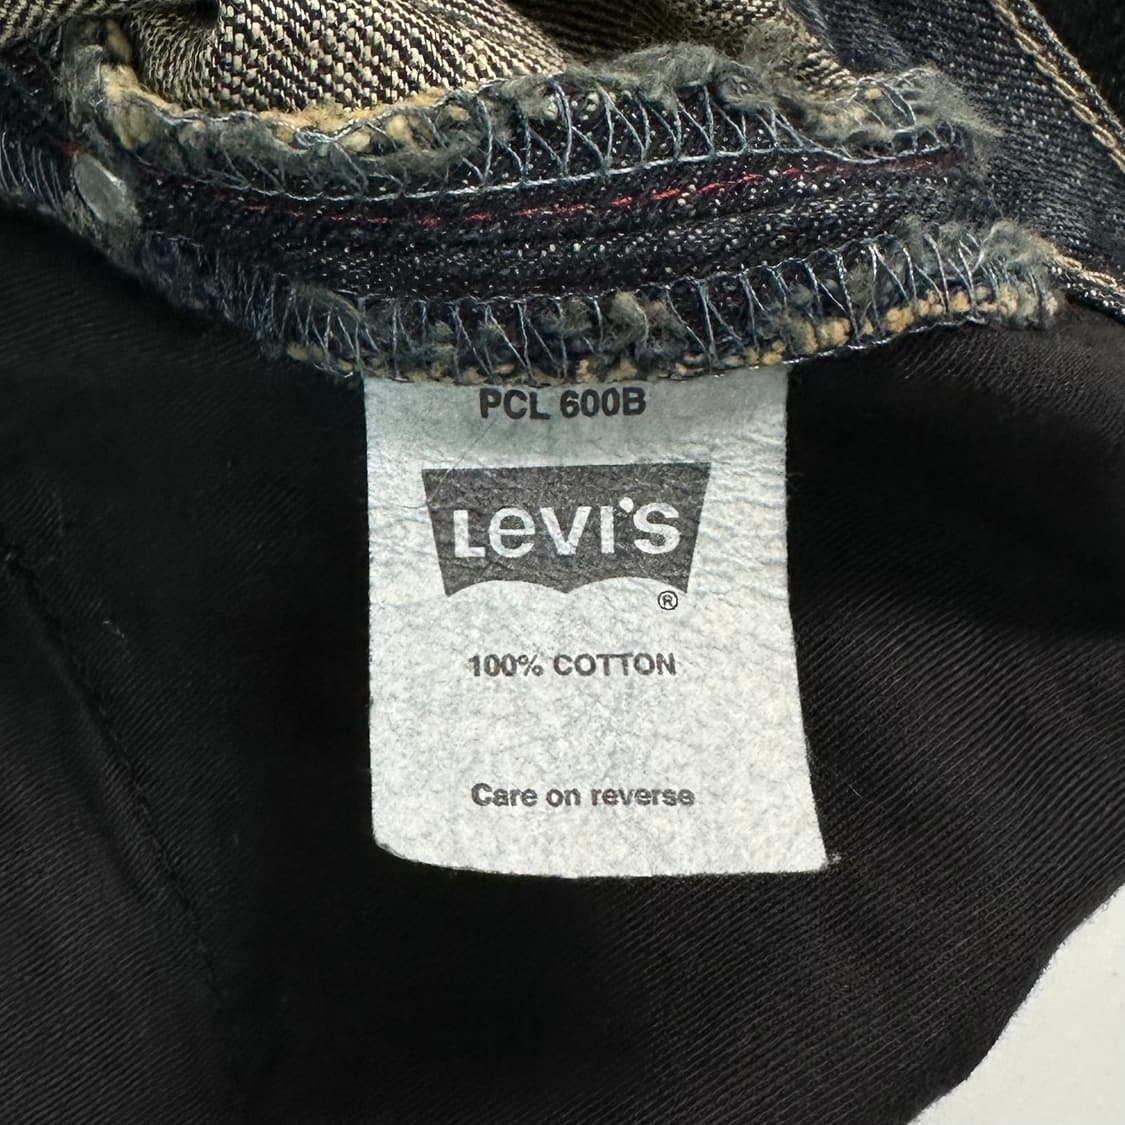 PCL 600B
LEVI'S
®
100% COTTON
Care on reverse